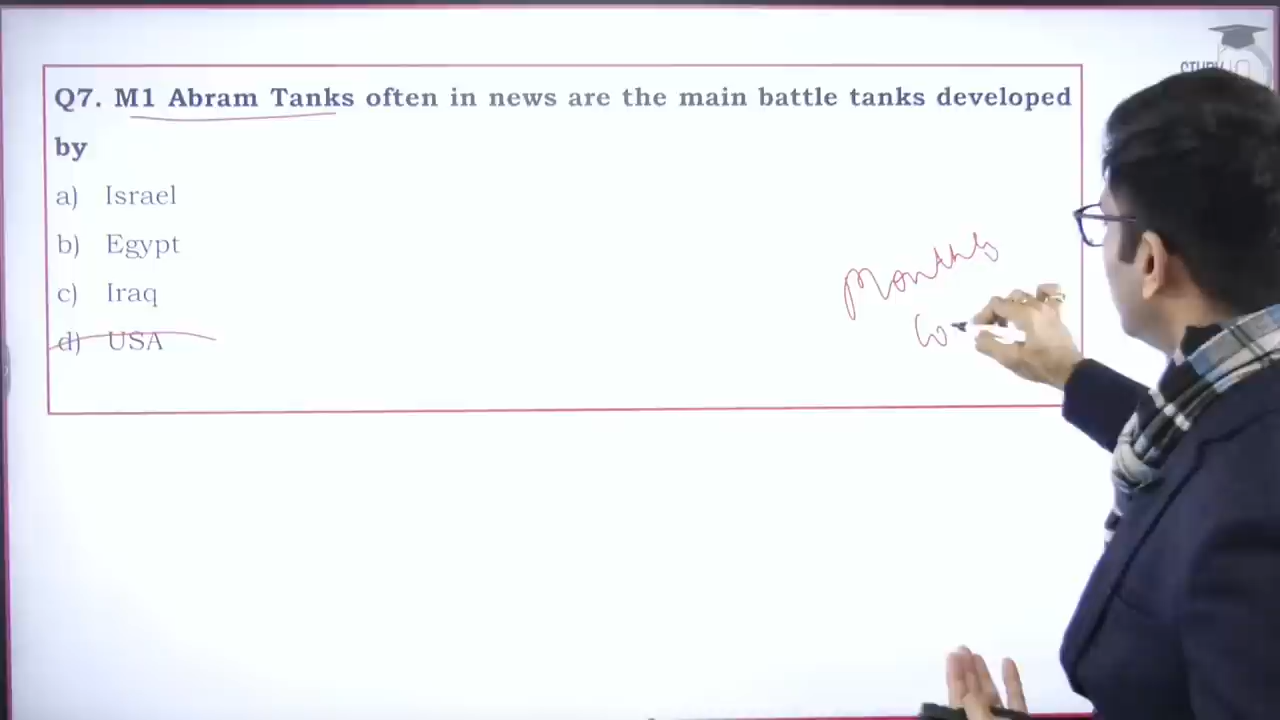 Q7. M1 Abram Tanks often in news are the main battle tanks developed
by
a) Israel
b) Egypt
c) Iraq
d) USA
Monthly
STUDY